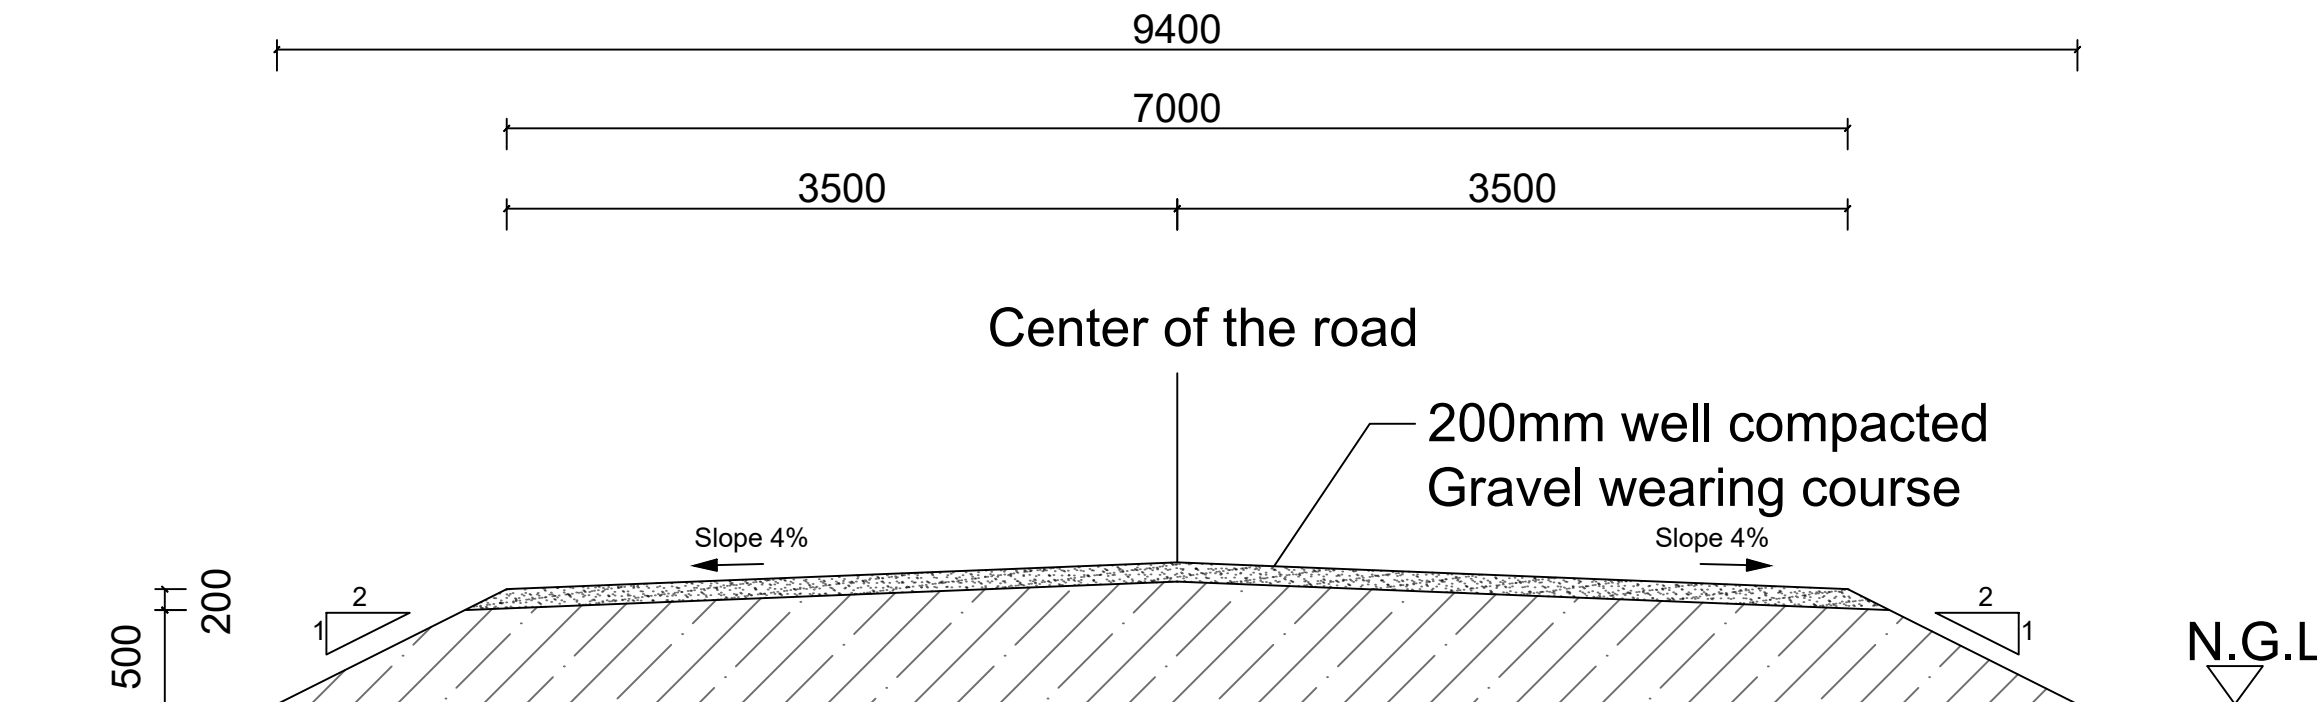 9400
7000
3500
3500
Center of the road
200mm well compacted
Gravel wearing course
Slope 4%
Slope 4%
200
2
1
2
1
500
N.G.L